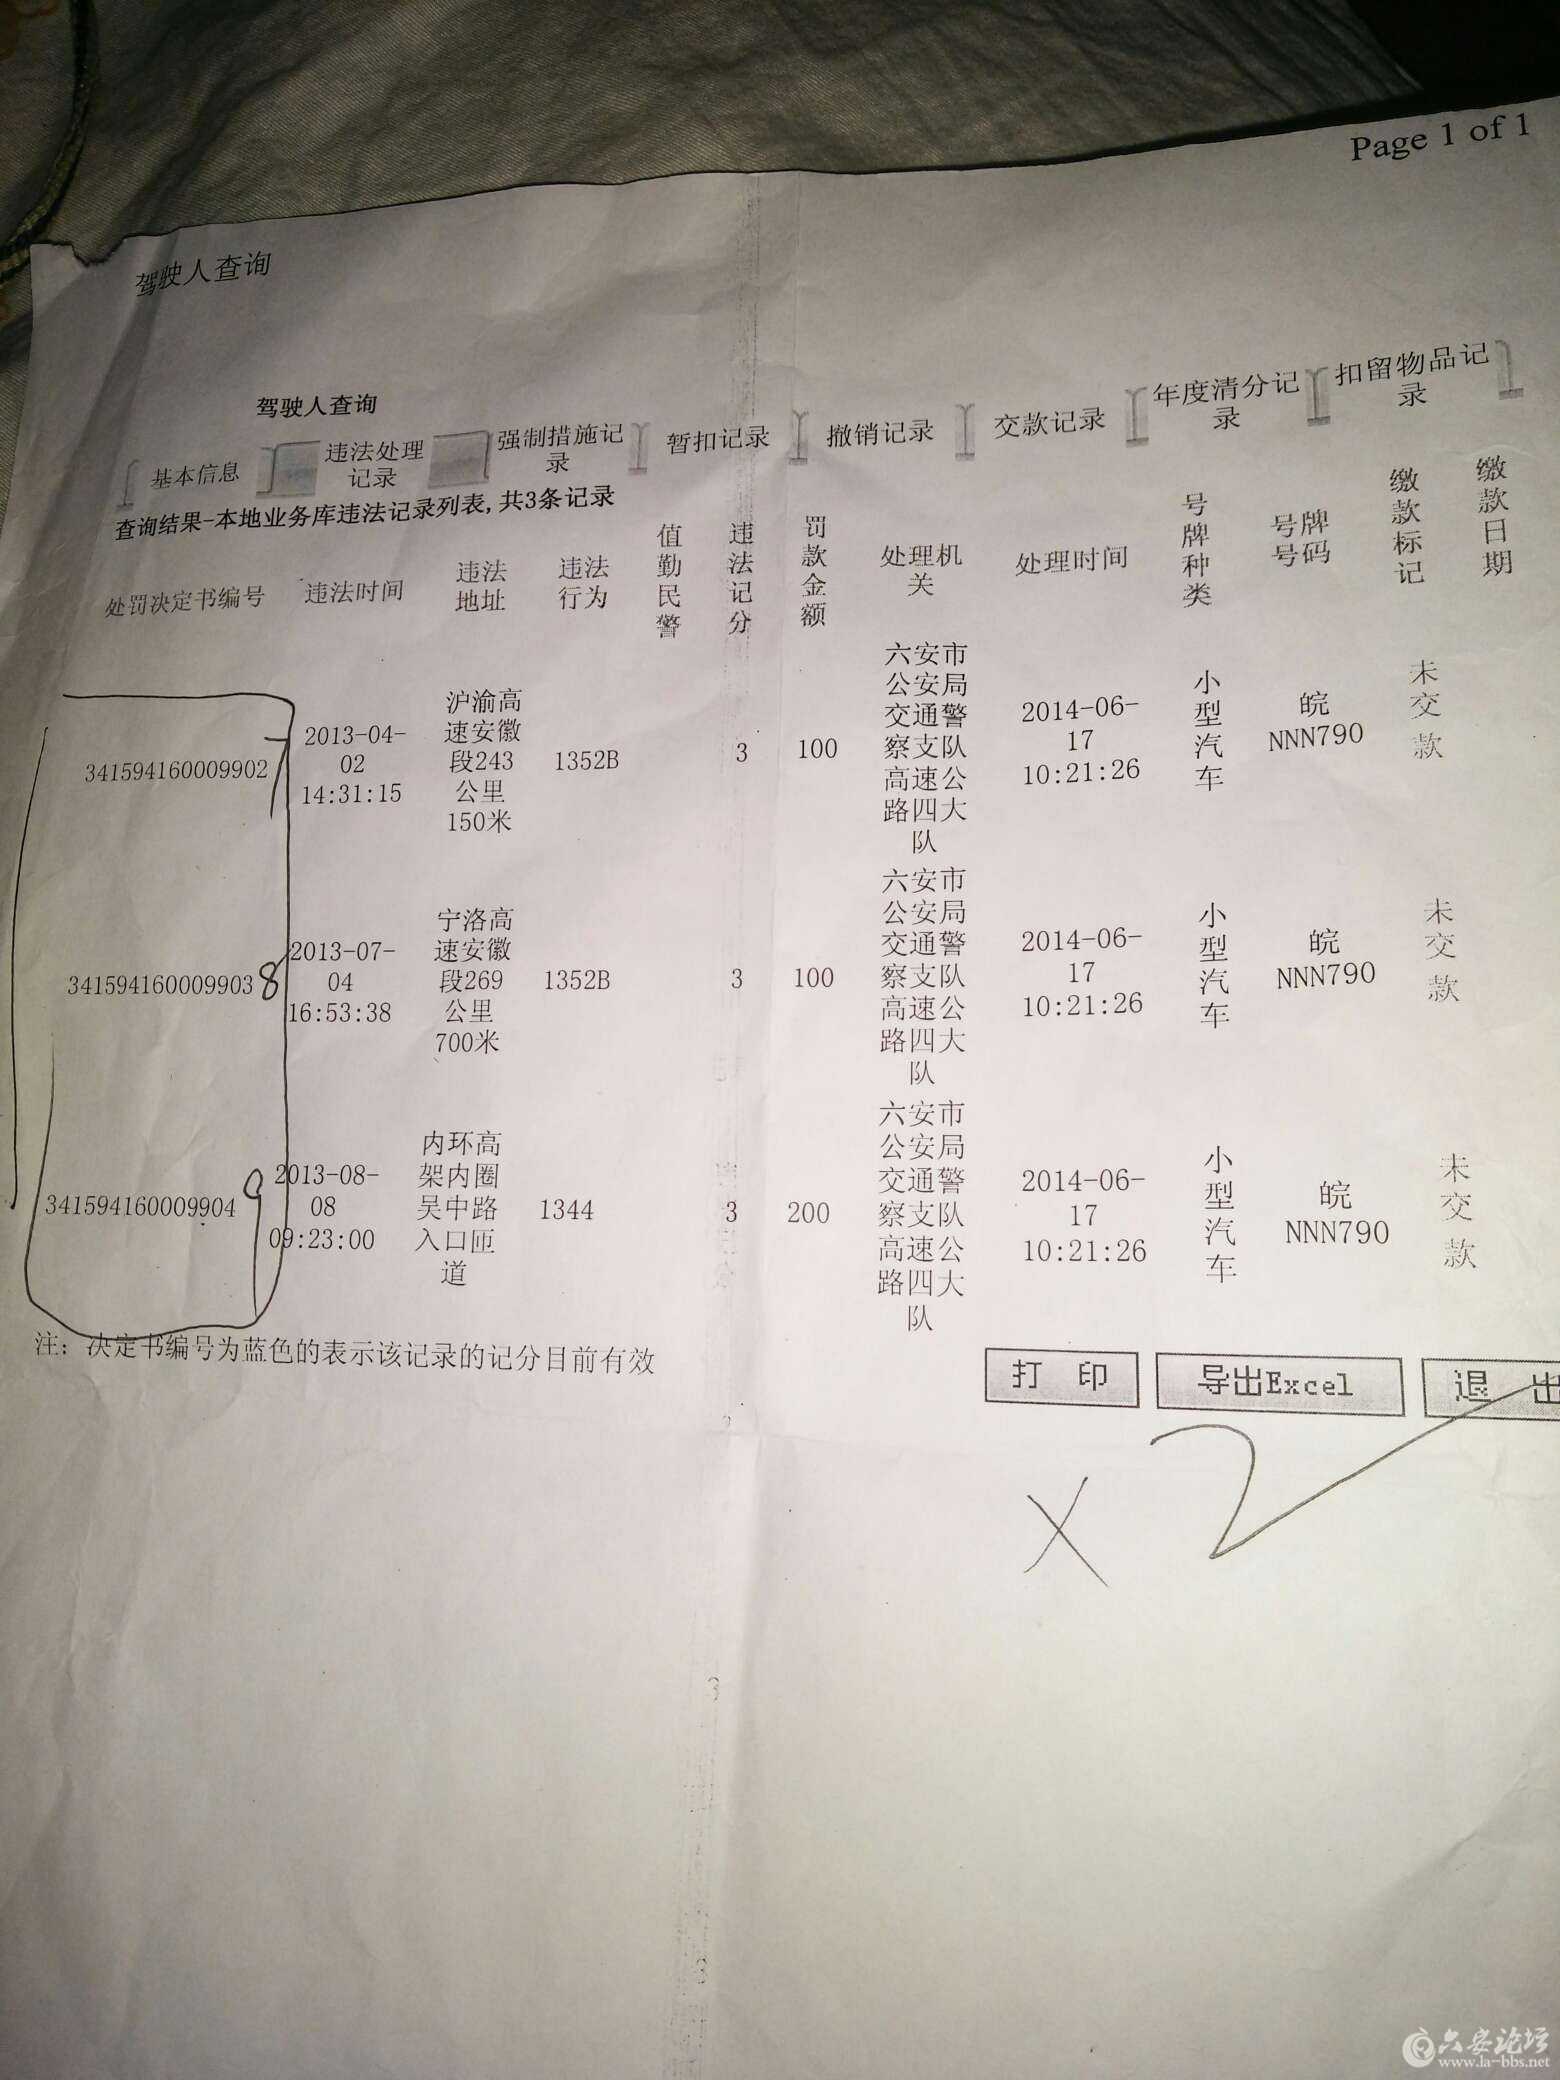 Page 1 of 1
驾驶人查询
驾驶人查询
基本信息 违法处理记录 强制措施记录 暂扣记录 撤销记录 交款记录 年度清分记录 扣留物品记录
查询结果-本地业务库违法记录列表,共3条记录
处罚决定书编号 违法时间 违法地址 违法行为 值勤民警 违法记分 罚款金额 处理机关 处理时间 号牌种类 号牌号码 缴款标记 缴款日期
341594160009902 7 2013-04-02 14:31:15 沪渝高速安徽段243公里150米 1352B 3 100 六安市公安局交通警察支队高速公路四大队 2014-06-17 10:21:26 小型汽车 皖NNN790 未交款
341594160009903 8 2013-07-04 16:53:38 宁洛高速安徽段269公里700米 1352B 3 100 六安市公安局交通警察支队高速公路四大队 2014-06-17 10:21:26 小型汽车 皖NNN790 未交款
341594160009904 9 2013-08-08 09:23:00 内环高架内圈吴中路入口匝道 1344 3 200 六安市公安局交通警察支队高速公路四大队 2014-06-17 10:21:26 小型汽车 皖NNN790 未交款
注：决定书编号为蓝色的表示该记录的记分目前有效
打 印 导出Excel 退 出
X 2
六安论坛
www.la-bbs.net